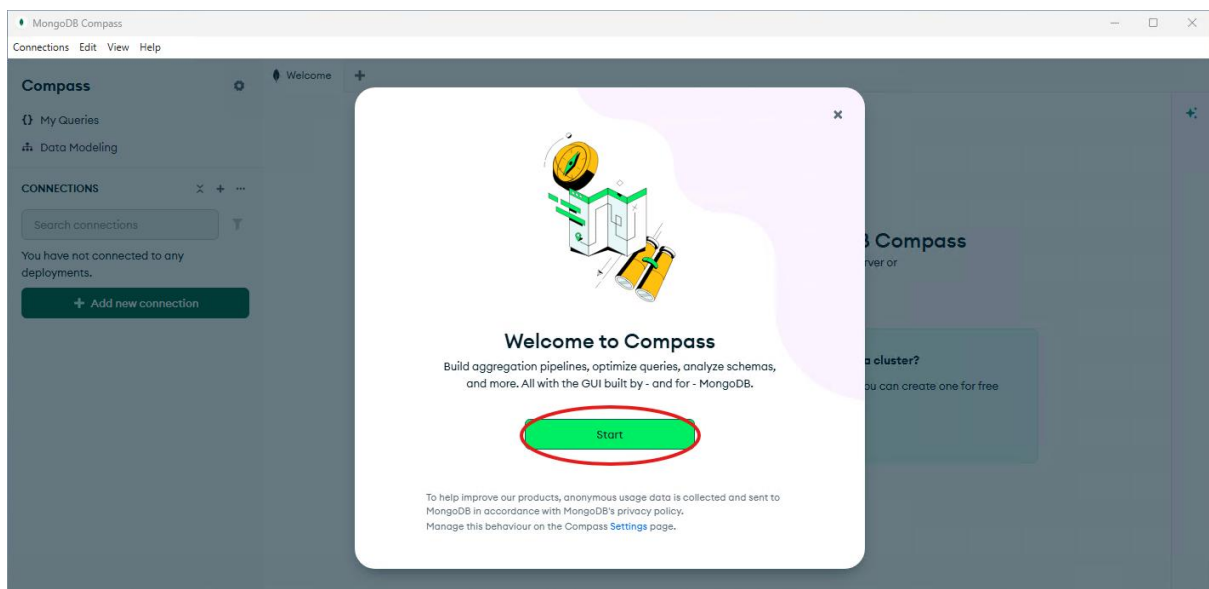 MongoDB Compass
Connections Edit View Help
Compass
Welcome
My Queries
Data Modeling
CONNECTIONS
Search connections
You have not connected to any
deployments.
+ Add new connection
Compass
rver or
a cluster?
ou can create one for free
Welcome to Compass
Build aggregation pipelines, optimize queries, analyze schemas,
and more. All with the GUI built by - and for - MongoDB.
Start
To help improve our products, anonymous usage data is collected and sent to
MongoDB in accordance with MongoDB's privacy policy.
Manage this behaviour on the Compass Settings page.